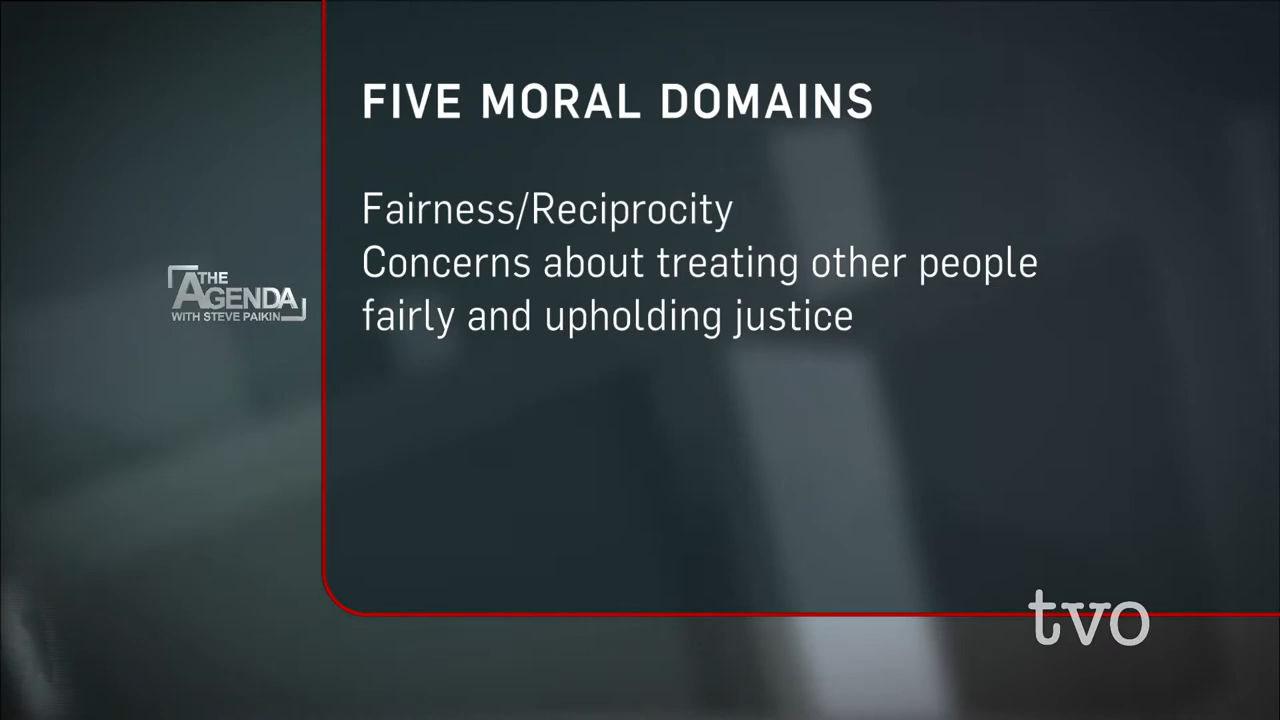 FIVE MORAL DOMAINS
Fairness/Reciprocity
Concerns about treating other people
fairly and upholding justice
THE
AGENDA
WITH STEVE PAIKIN
tvo